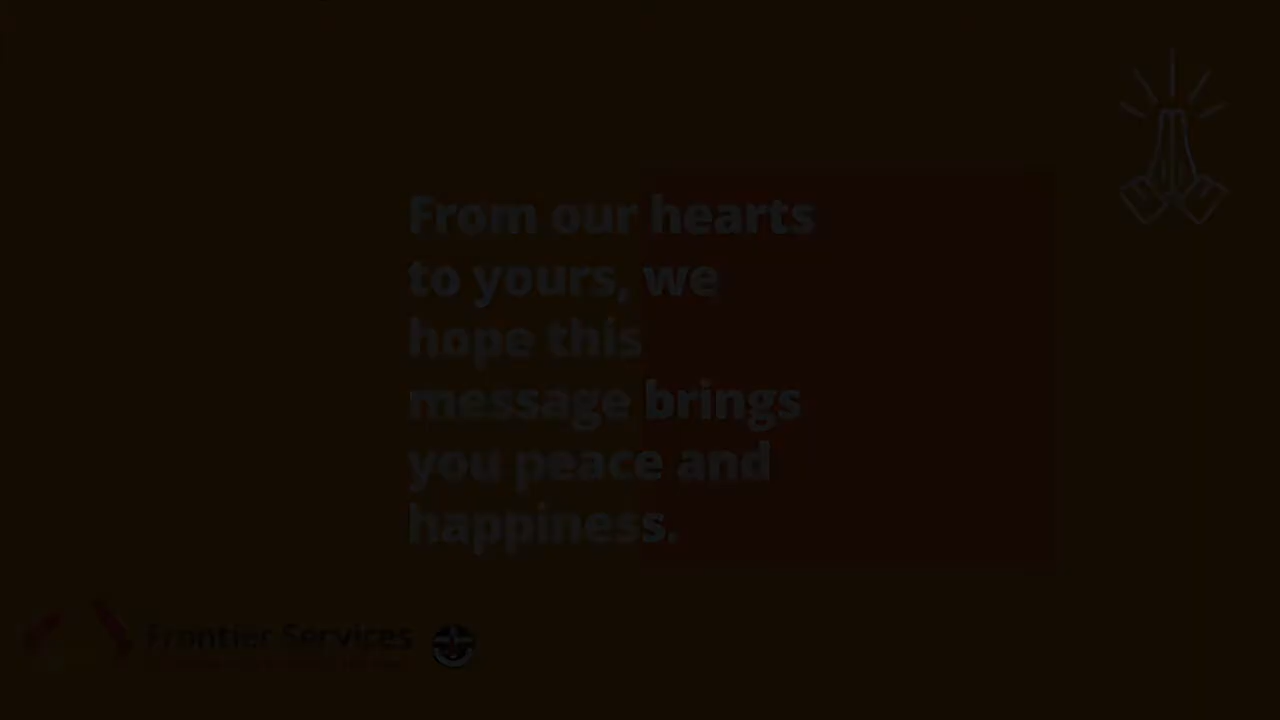 From our hearts
to yours, we
hope this
message brings
you peace and
happiness.
Frontier Services